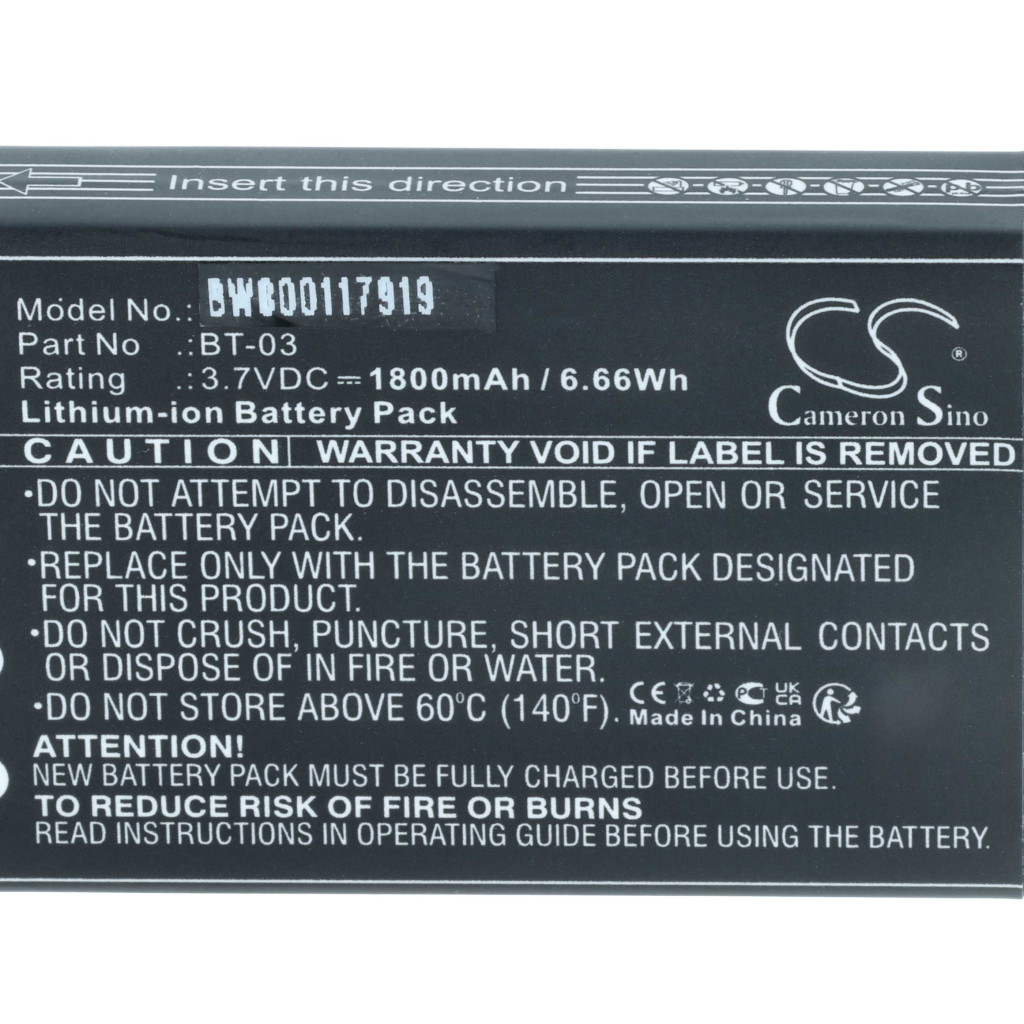 Insert this direction
Model No.: BWC00117919
Part No .: BT-03
Rating .: 3.7VDC ⎓ 1800mAh / 6.66Wh
Lithium-ion Battery Pack
CS ®
Cameron Sino
CAUTION | WARRANTY VOID IF LABEL IS REMOVED
•DO NOT ATTEMPT TO DISASSEMBLE, OPEN OR SERVICE
THE BATTERY PACK.
•REPLACE ONLY WITH THE BATTERY PACK DESIGNATED
FOR THIS PRODUCT.
•DO NOT CRUSH, PUNCTURE, SHORT EXTERNAL CONTACTS
OR DISPOSE OF IN FIRE OR WATER.
•DO NOT STORE ABOVE 60°C (140°F).
CE UK CA
Made In China
ATTENTION!
NEW BATTERY PACK MUST BE FULLY CHARGED BEFORE USE.
TO REDUCE RISK OF FIRE OR BURNS
READ INSTRUCTIONS IN OPERATING GUIDE BEFORE USING THE BATTERY.